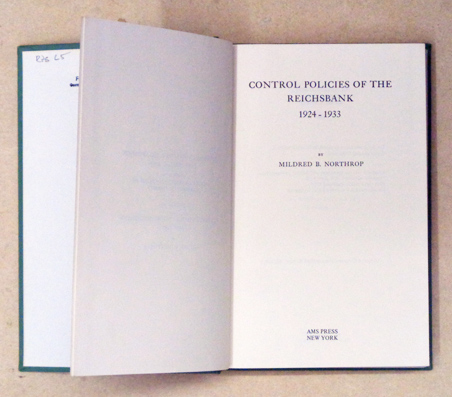 CONTROL POLICIES OF THE
REICHSBANK
1924-1933
BY
MILDRED B. NORTHROP
AMS PRESS
NEW YORK